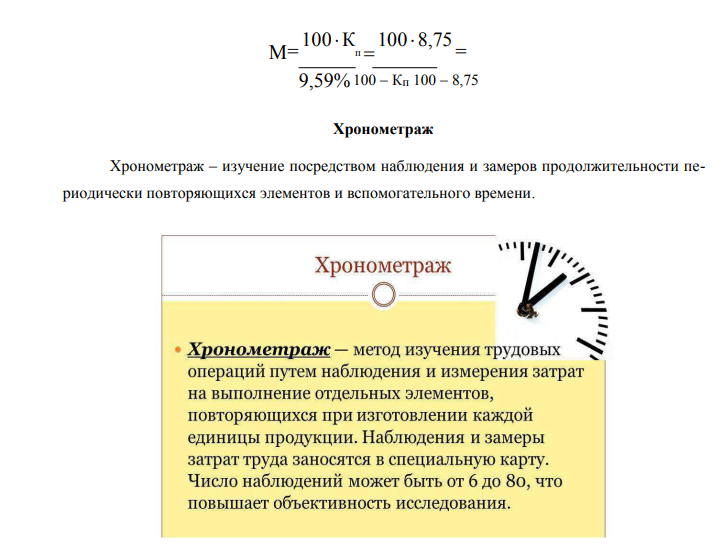 М= 100 · Кп = 100 · 8,75 =
9,59% 100 – Кп 100 – 8,75
Хронометраж
Хронометраж – изучение посредством наблюдения и замеров продолжительности пе-
риодически повторяющихся элементов и вспомогательного времени.
Хронометраж
• Хронометраж — метод изучения трудовых
операций путем наблюдения и измерения затрат
на выполнение отдельных элементов,
повторяющихся при изготовлении каждой
единицы продукции. Наблюдения и замеры
затрат труда заносятся в специальную карту.
Число наблюдений может быть от 6 до 80, что
повышает объективность исследования.